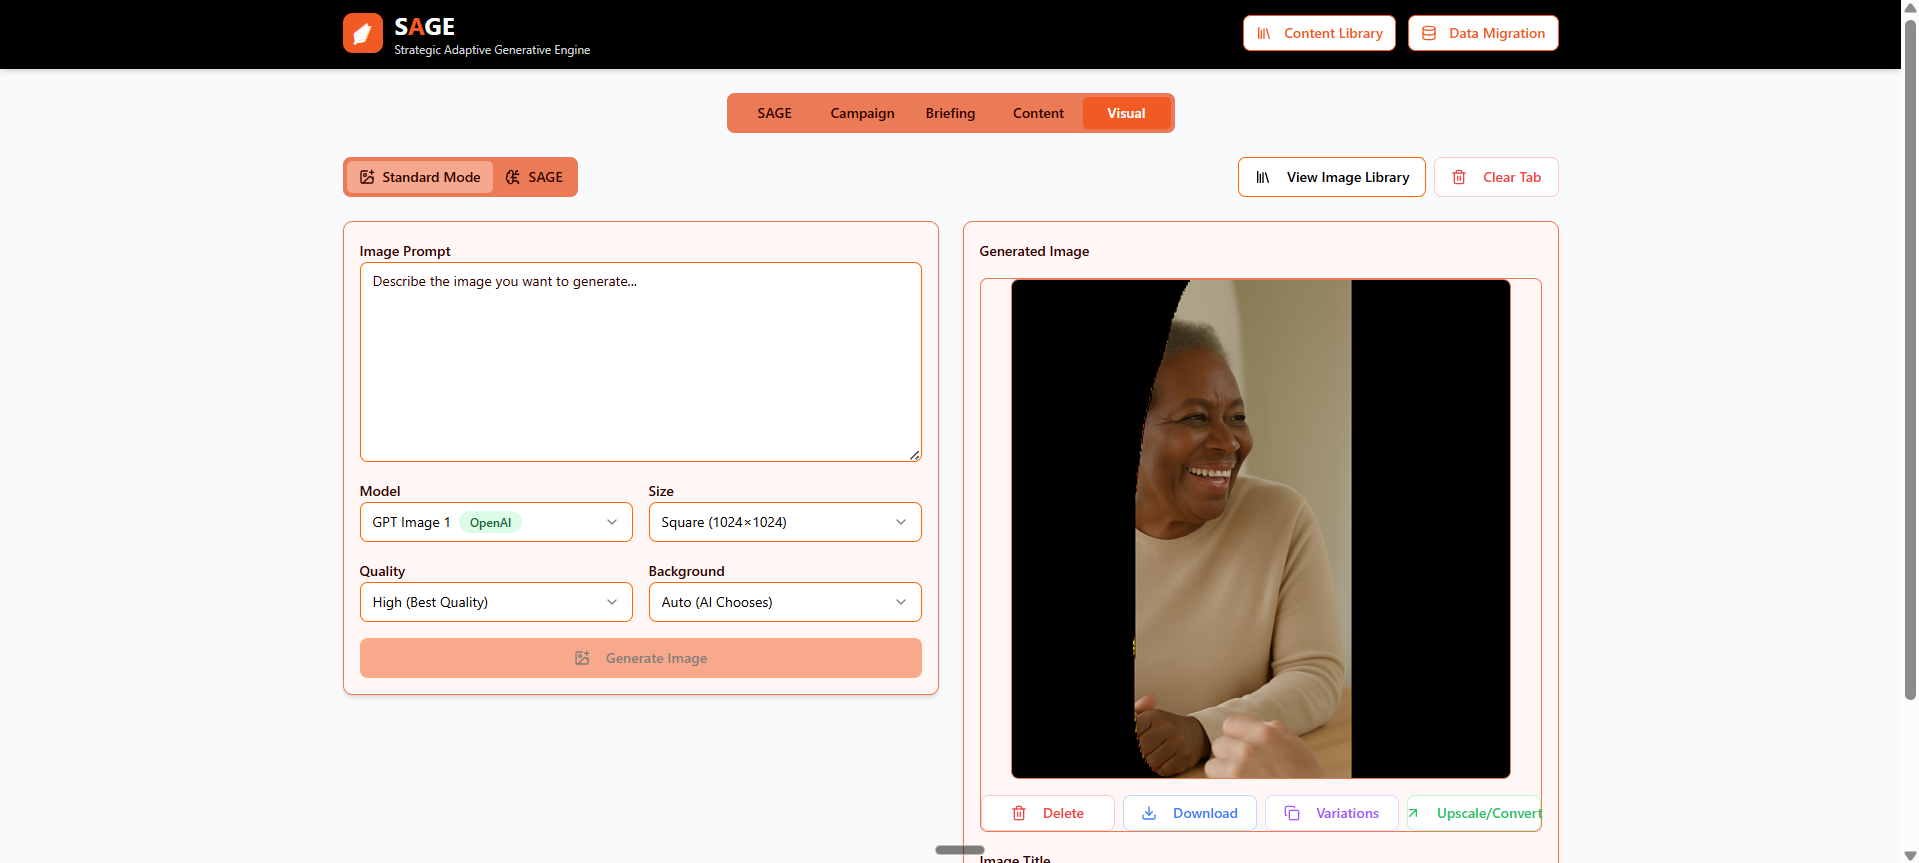 SAGE
Strategic Adaptive Generative Engine
Content Library
Data Migration
SAGE
Campaign
Briefing
Content
Visual
Standard Mode
SAGE
View Image Library
Clear Tab
Image Prompt
Describe the image you want to generate...
Model
Size
GPT Image 1
OpenAI
Square (1024×1024)
Quality
Background
High (Best Quality)
Auto (AI Chooses)
Generate Image
Generated Image
Delete
Download
Variations
Upscale/Convert
Image Title